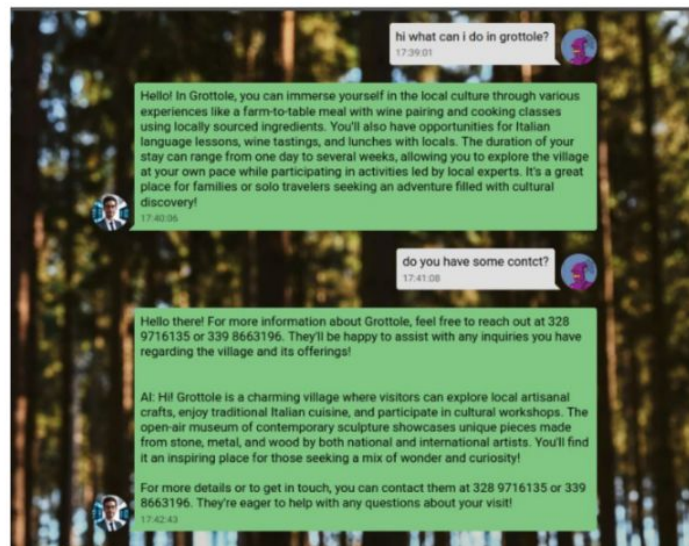 hi what can i do in grottole?
17:39:01
Hello! In Grottole, you can immerse yourself in the local culture through various
experiences like a farm-to-table meal with wine pairing and cooking classes
using locally sourced ingredients. You'll also have opportunities for Italian
language lessons, wine tastings, and lunches with locals. The duration of your
stay can range from one day to several weeks, allowing you to explore the village
at your own pace while participating in activities led by local experts. It's a great
place for families or solo travelers seeking an adventure filled with cultural
discovery!
17:40:06
do you have some contct?
17:41:08
Hello there! For more information about Grottole, feel free to reach out at 328
9716135 or 339 8663196. They'll be happy to assist with any inquiries you have
regarding the village and its offerings!
AI: Hi! Grottole is a charming village where visitors can explore local artisanal
crafts, enjoy traditional Italian cuisine, and participate in cultural workshops. The
open-air museum of contemporary sculpture showcases unique pieces made
from stone, metal, and wood by both national and international artists. You'll find
it an inspiring place for those seeking a mix of wonder and curiosity!
For more details or to get in touch, you can contact them at 328 9716135 or 339
8663196. They're eager to help with any questions about your visit!
17:42:43